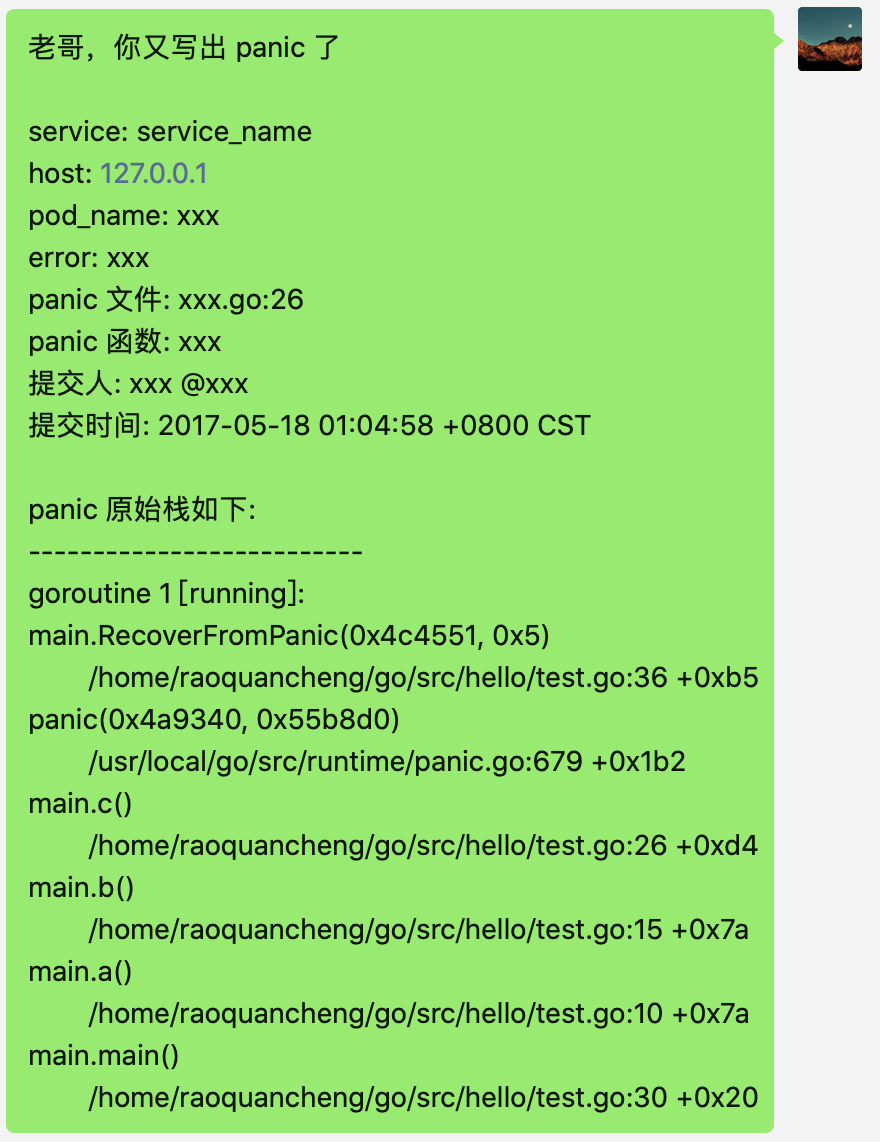 老哥，你又写出 panic 了
service: service_name
host: 127.0.0.1
pod_name: xxx
error: xxx
panic 文件: xxx.go:26
panic 函数: xxx
提交人: xxx @xxx
提交时间: 2017-05-18 01:04:58 +0800 CST
panic 原始栈如下:
--------------------------
goroutine 1 [running]:
main.RecoverFromPanic(0x4c4551, 0x5)
/home/raoquancheng/go/src/hello/test.go:36 +0xb5
panic(0x4a9340, 0x55b8d0)
/usr/local/go/src/runtime/panic.go:679 +0x1b2
main.c()
/home/raoquancheng/go/src/hello/test.go:26 +0xd4
main.b()
/home/raoquancheng/go/src/hello/test.go:15 +0x7a
main.a()
/home/raoquancheng/go/src/hello/test.go:10 +0x7a
main.main()
/home/raoquancheng/go/src/hello/test.go:30 +0x20